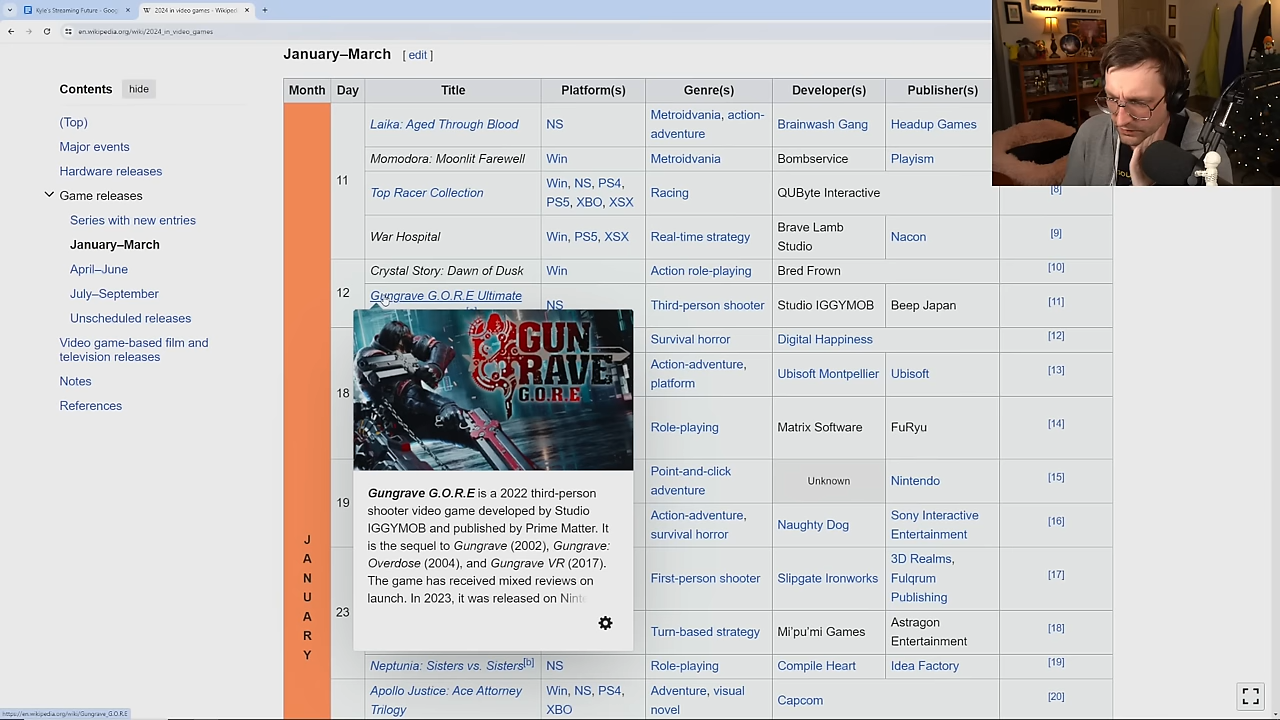 Kyle's Streaming Future - Goog
2024 in video games - Wikiped
en.wikipedia.org/wiki/2024_in_video_games
GameTrailers
January–March [ edit ]
Contents hide
(Top)
Major events
Hardware releases
Game releases
Series with new entries
January–March
April–June
July–September
Unscheduled releases
Video game-based film and
television releases
Notes
References
Month Day Title Platform(s) Genre(s) Developer(s) Publisher(s)
JANUARY
11
Laika: Aged Through Blood NS Metroidvania, action-
adventure Brainwash Gang Headup Games
Momodora: Moonlit Farewell Win Metroidvania Bombservice Playism
Top Racer Collection Win, NS, PS4,
PS5, XBO, XSX Racing QUByte Interactive [8]
War Hospital Win, PS5, XSX Real-time strategy Brave Lamb
Studio Nacon [9]
12
Crystal Story: Dawn of Dusk Win Action role-playing Bred Frown [10]
Gungrave G.O.R.E Ultimate
NS Third-person shooter Studio IGGYMOB Beep Japan [11]
18
Survival horror Digital Happiness [12]
Action-adventure,
platform Ubisoft Montpellier Ubisoft [13]
Role-playing Matrix Software FuRyu [14]
19
Point-and-click
adventure Unknown Nintendo [15]
Action-adventure,
survival horror Naughty Dog Sony Interactive
Entertainment [16]
23
First-person shooter Slipgate Ironworks 3D Realms,
Fulqrum
Publishing [17]
Turn-based strategy Mi'pu'mi Games Astragon
Entertainment [18]
Neptunia: Sisters vs. Sisters[b] NS Role-playing Compile Heart Idea Factory [19]
Apollo Justice: Ace Attorney
Trilogy Win, NS, PS4,
XBO Adventure, visual
novel Capcom [20]
GUN
GRAVE
G.O.R.E
Gungrave G.O.R.E is a 2022 third-person
shooter video game developed by Studio
IGGYMOB and published by Prime Matter. It
is the sequel to Gungrave (2002), Gungrave:
Overdose (2004), and Gungrave VR (2017).
The game has received mixed reviews on
launch. In 2023, it was released on Nint
https://en.wikipedia.org/wiki/Gungrave_G.O.R.E